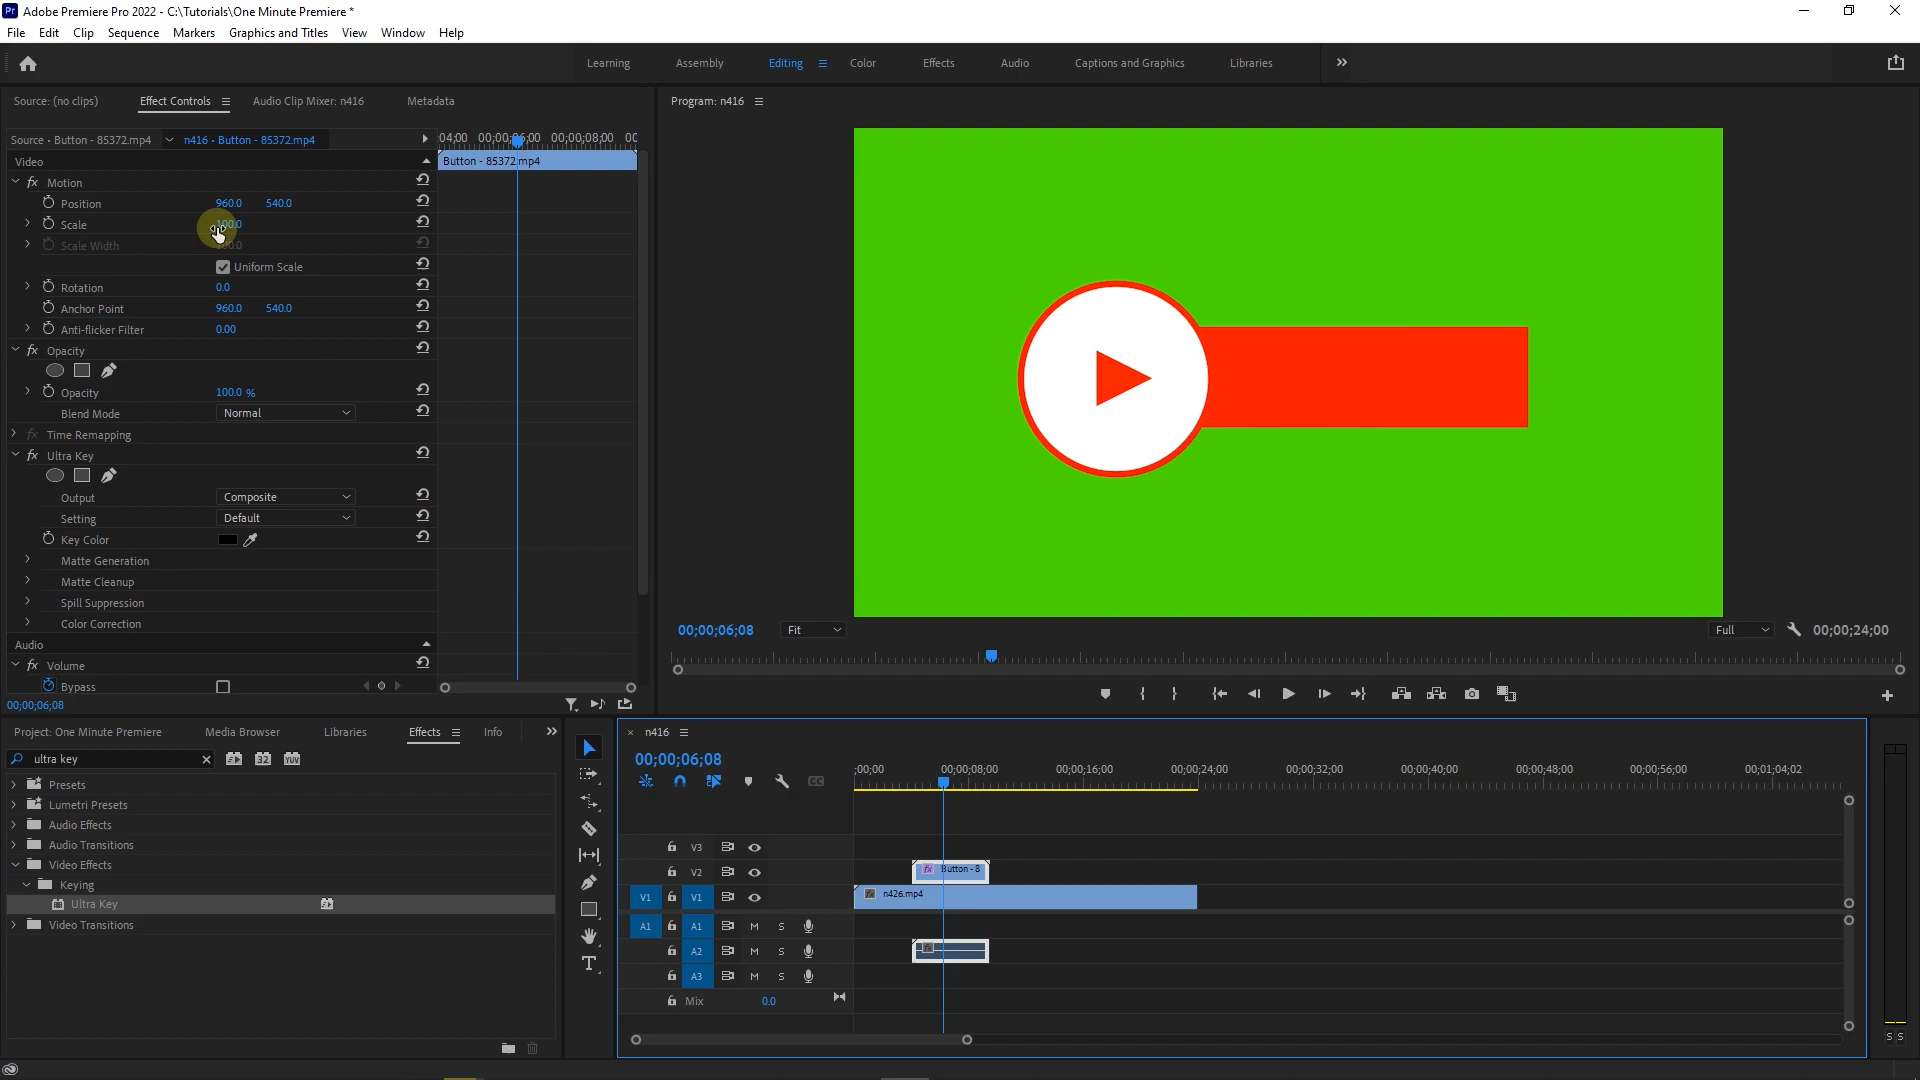 Pr Adobe Premiere Pro 2022 - C:\Tutorials\One Minute Premiere *
File Edit Clip Sequence Markers Graphics and Titles View Window Help
Learning Assembly Editing Color Effects Audio Captions and Graphics Libraries
Source: (no clips) Effect Controls Audio Clip Mixer: n416 Metadata
Program: n416
Source • Button - 85372.mp4 n416 • Button - 85372.mp4
;04;00 00;00;06;00 00;00;08;00 00
Video
Button - 85372.mp4
fx Motion
Position 960.0 540.0
Scale 100.0
Scale Width
Uniform Scale
Rotation 0.0
Anchor Point 960.0 540.0
Anti-flicker Filter 0.00
fx Opacity
Opacity 100.0 %
Blend Mode Normal
fx Time Remapping
fx Ultra Key
Output Composite
Setting Default
Key Color
Matte Generation
Matte Cleanup
Spill Suppression
Color Correction
Audio
fx Volume
Bypass
00;00;06;08
00;00;06;08 Fit Full 00;00;24;00
Project: One Minute Premiere Media Browser Libraries Effects Info
ultra key 32 YUV
Presets
Lumetri Presets
Audio Effects
Audio Transitions
Video Effects
Keying
Ultra Key
Video Transitions
n416
00;00;06;08
;00;00 00;00;08;00 00;00;16;00 00;00;24;00 00;00;32;00 00;00;40;00 00;00;48;00 00;00;56;00 00;01;04;02
V3
V2 fx Button - 8
V1 V1 fx n426.mp4
A1 A1 M S
A2 M S fx
A3 M S
Mix 0.0
S S